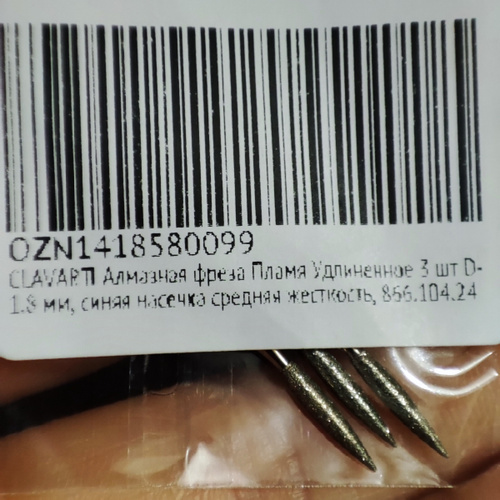 OZN1418580099
CLAVARTI Алмазная фреза Пламя Удлиненное 3 шт D-
1.8 мм, синяя насечка средняя жесткость, 866.104.24